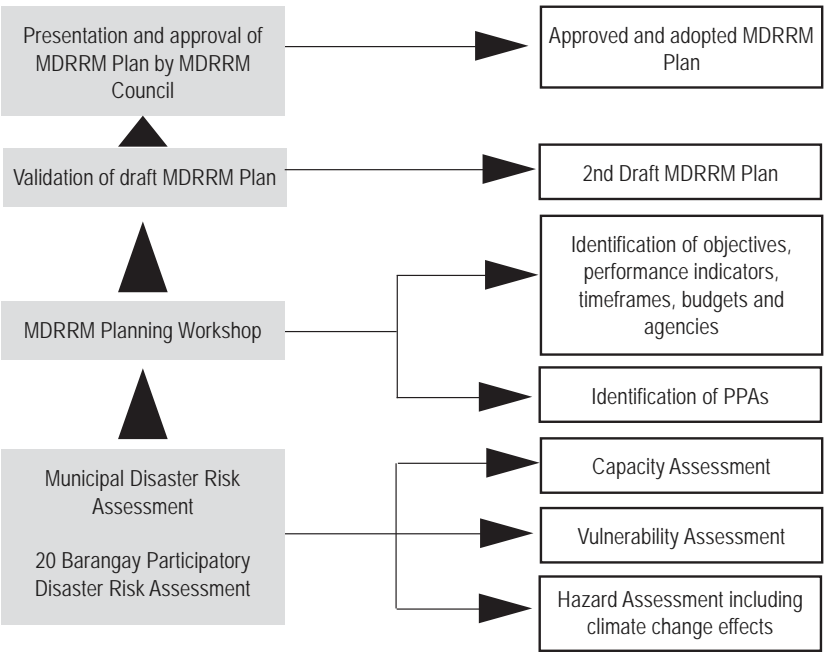 Presentation and approval of
MDRRM Plan by MDRRM
Council
Approved and adopted MDRRM
Plan
Validation of draft MDRRM Plan
2nd Draft MDRRM Plan
MDRRM Planning Workshop
Identification of objectives,
performance indicators,
timeframes, budgets and
agencies
Identification of PPAs
Municipal Disaster Risk
Assessment
20 Barangay Participatory
Disaster Risk Assessment
Capacity Assessment
Vulnerability Assessment
Hazard Assessment including
climate change effects